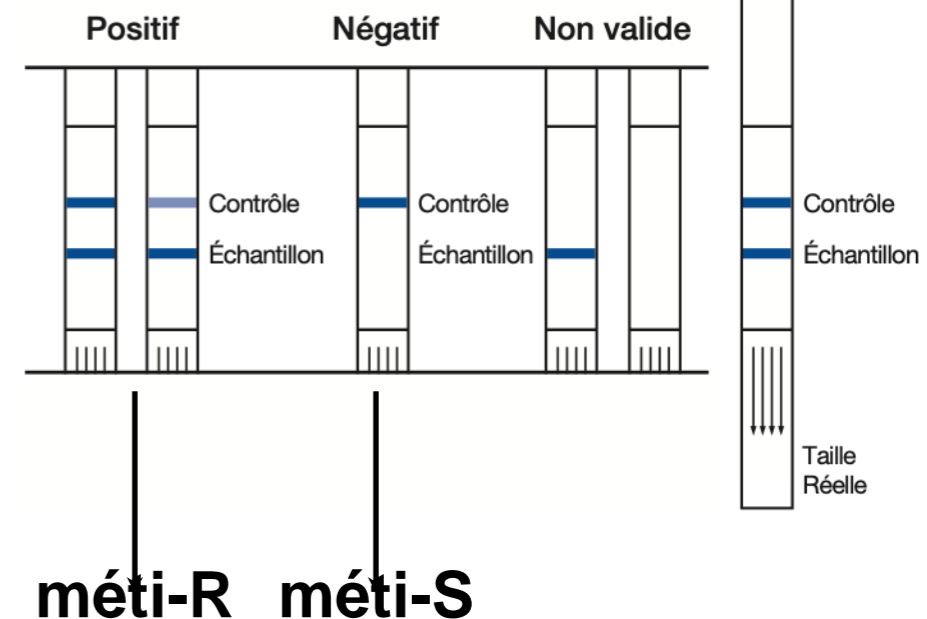 Positif Négatif Non valide
Contrôle Contrôle Contrôle
Échantillon Échantillon Échantillon
Taille
Réelle
méti-R méti-S